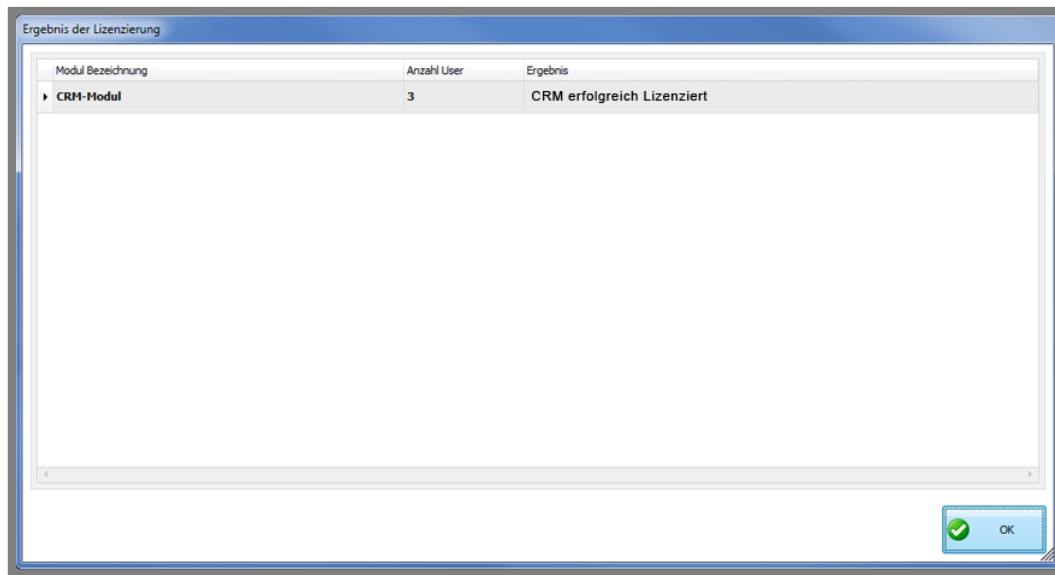 Ergebnis der Lizenzierung
Modul Bezeichnung Anzahl User Ergebnis
CRM-Modul 3 CRM erfolgreich Lizenziert
OK